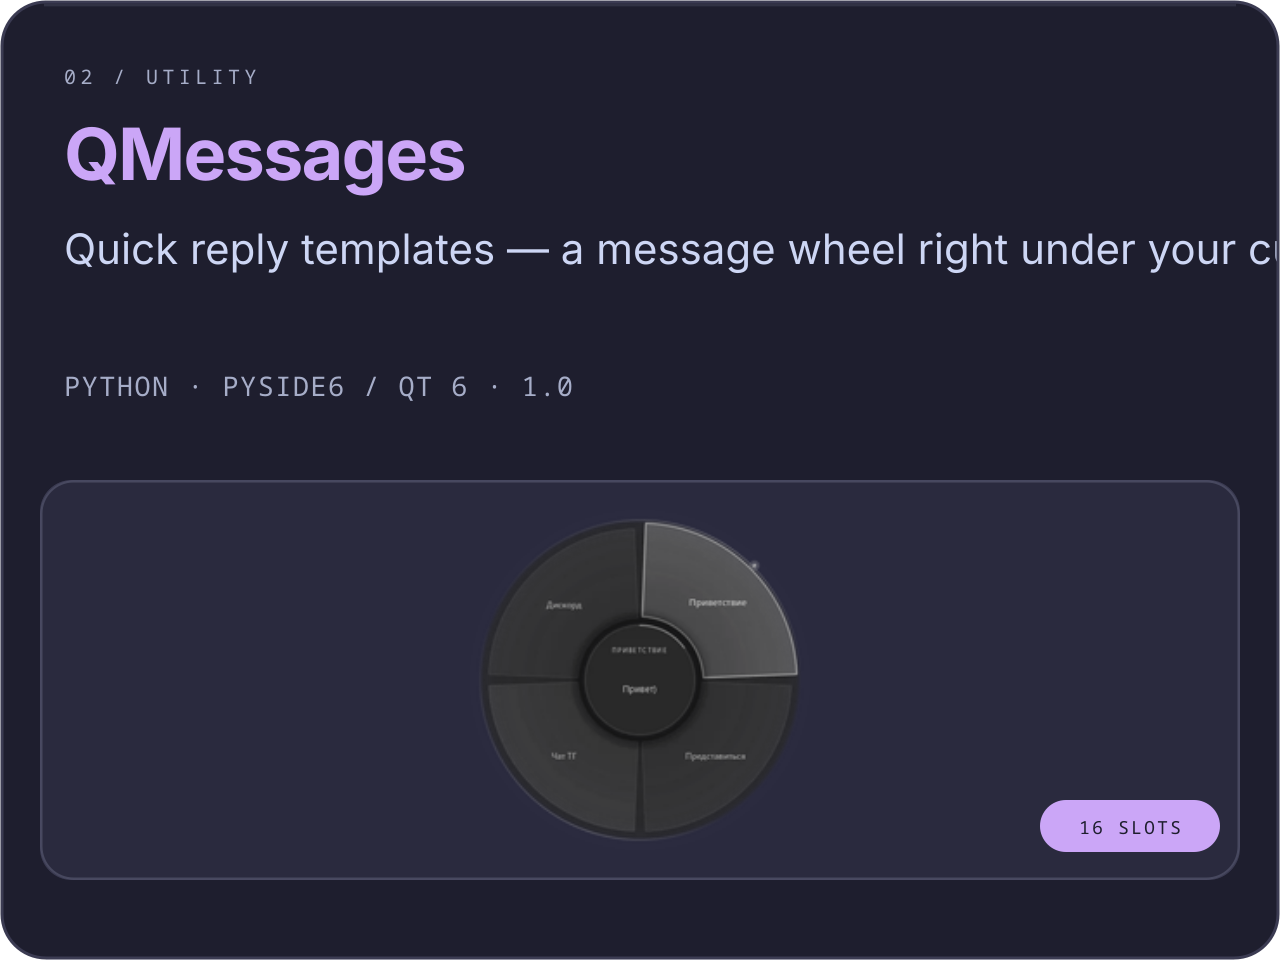 02 / UTILITY
QMessages
Quick reply templates — a message wheel right under your c
PYTHON · PYSIDE6 / QT 6 · 1.0
Дискорд
Приветствие
ПРИВЕТСТВИЕ
Привет)
Чат ТГ
Представиться
16 SLOTS